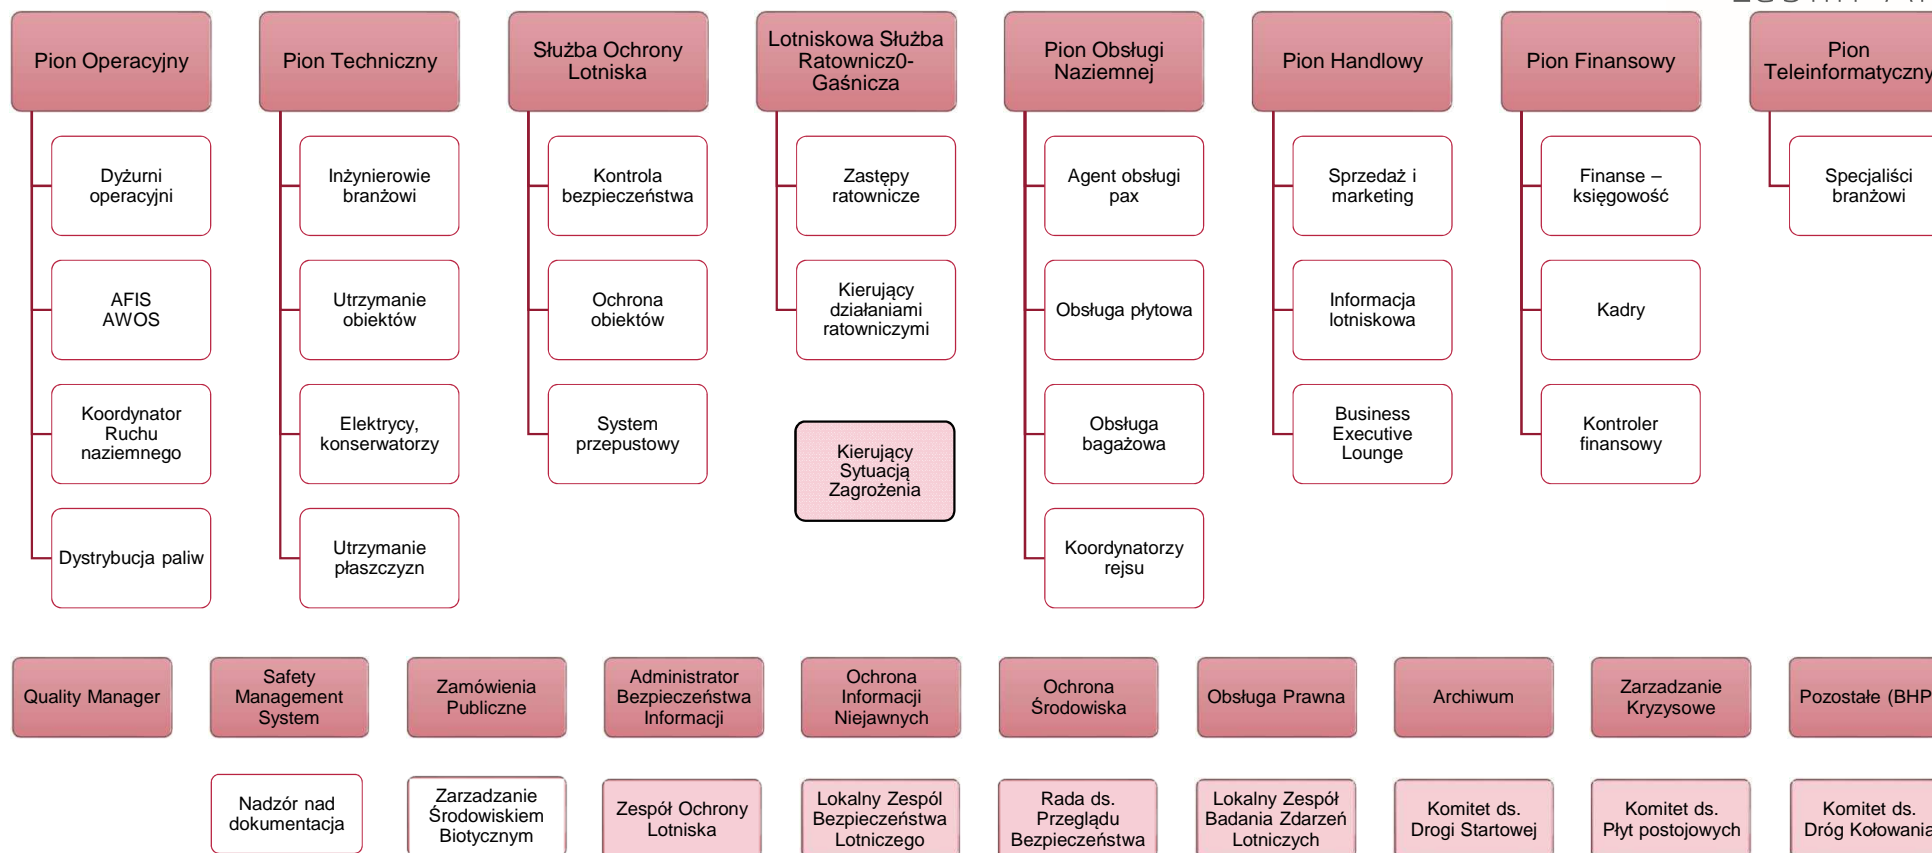 Pion Operacyjny
Pion Techniczny
Służba Ochrony
Lotniska
Lotniskowa Służba
Ratownicz0-
Gaśnicza
Pion Obsługi
Naziemnej
Pion Handlowy
Pion Finansowy
Pion
Teleinformatyczny
Dyżurni
operacyjni
Inżynierowie
branżowi
Kontrola
bezpieczeństwa
Zastępy
ratownicze
Agent obsługi
pax
Sprzedaż i
marketing
Finanse –
księgowość
Specjaliści
branżowi
AFIS
AWOS
Utrzymanie
obiektów
Ochrona
obiektów
Kierujący
działaniami
ratowniczymi
Obsługa płytowa
Informacja
lotniskowa
Kadry
Koordynator
Ruchu
naziemnego
Elektrycy,
konserwatorzy
System
przepustowy
Kierujący
Sytuacją
Zagrożenia
Obsługa
bagażowa
Business
Executive
Lounge
Kontroler
finansowy
Dystrybucja paliw
Utrzymanie
płaszczyzn
Koordynatorzy
rejsu
Quality Manager
Safety
Management
System
Zamówienia
Publiczne
Administrator
Bezpieczeństwa
Informacji
Ochrona
Informacji
Niejawnych
Ochrona
Środowiska
Obsługa Prawna
Archiwum
Zarzadzanie
Kryzysowe
Pozostałe (BHP
Nadzór nad
dokumentacja
Zarzadzanie
Środowiskiem
Biotycznym
Zespół Ochrony
Lotniska
Lokalny Zespól
Bezpieczeństwa
Lotniczego
Rada ds.
Przeglądu
Bezpieczeństwa
Lokalny Zespół
Badania Zdarzeń
Lotniczych
Komitet ds.
Drogi Startowej
Komitet ds.
Płyt postojowych
Komitet ds.
Dróg Kołowania